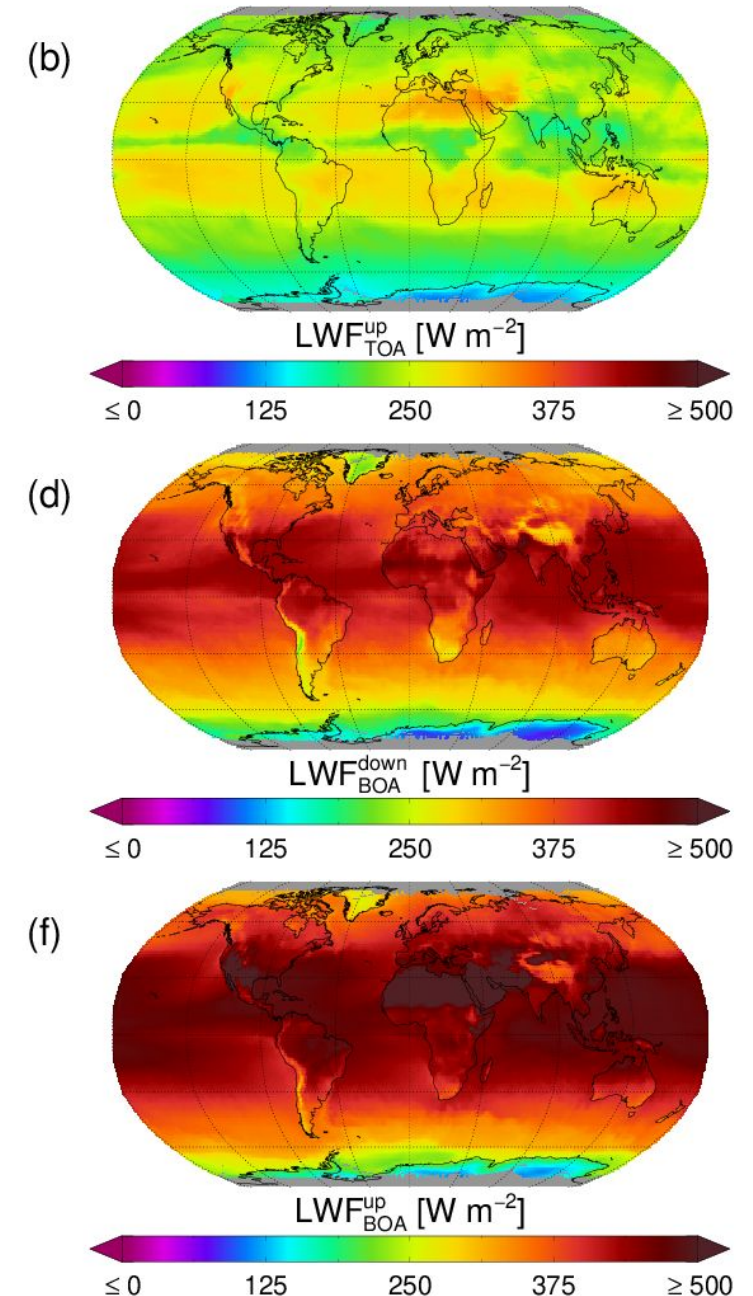 (b)
LWF^up_TOA [W m⁻²]
≤ 0 125 250 375 ≥ 500
(d)
LWF^down_BOA [W m⁻²]
≤ 0 125 250 375 ≥ 500
(f)
LWF^up_BOA [W m⁻²]
≤ 0 125 250 375 ≥ 500